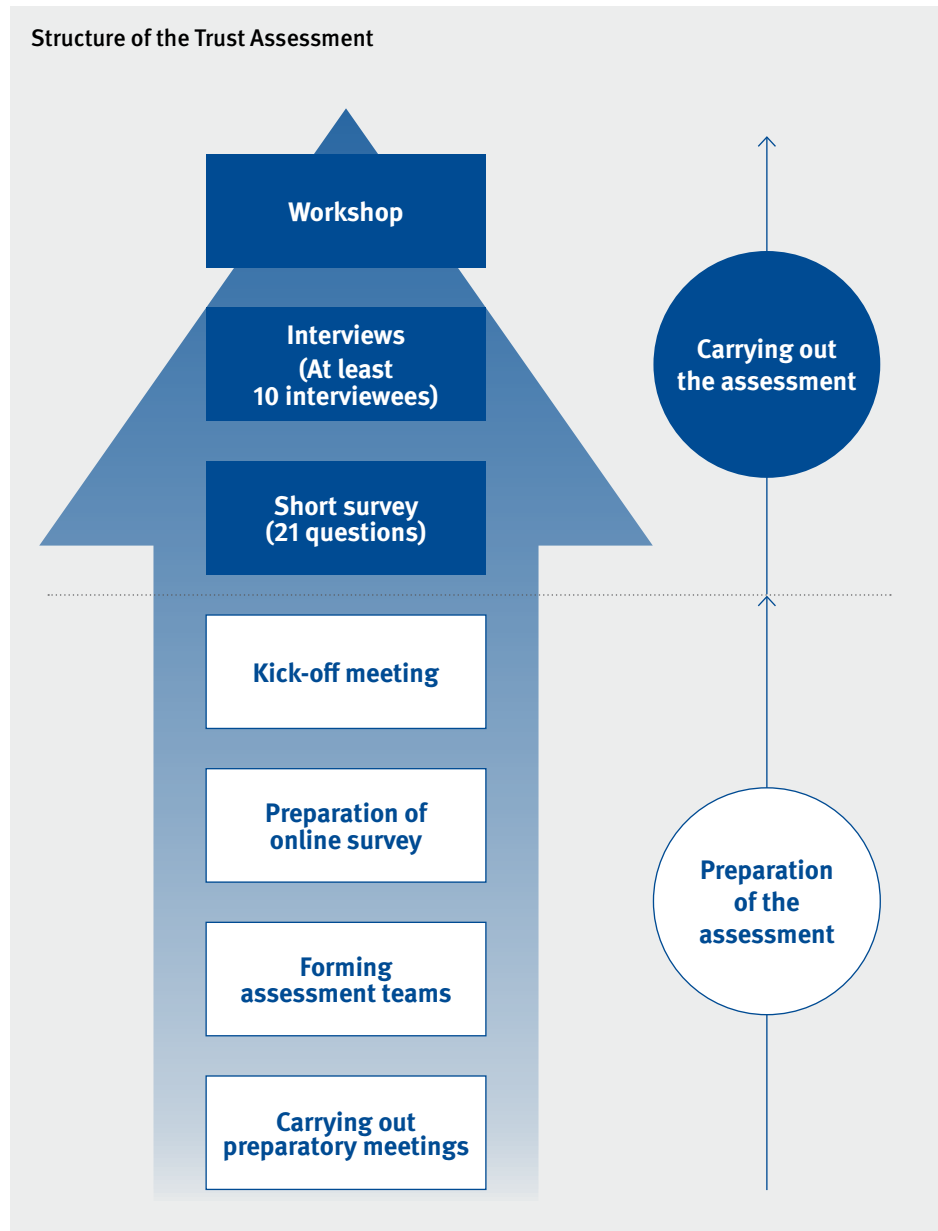 Structure of the Trust Assessment
Workshop
Interviews
(At least
10 interviewees)
Carrying out
the assessment
Short survey
(21 questions)
Kick-off meeting
Preparation of
online survey
Preparation
of the
assessment
Forming
assessment teams
Carrying out
preparatory meetings